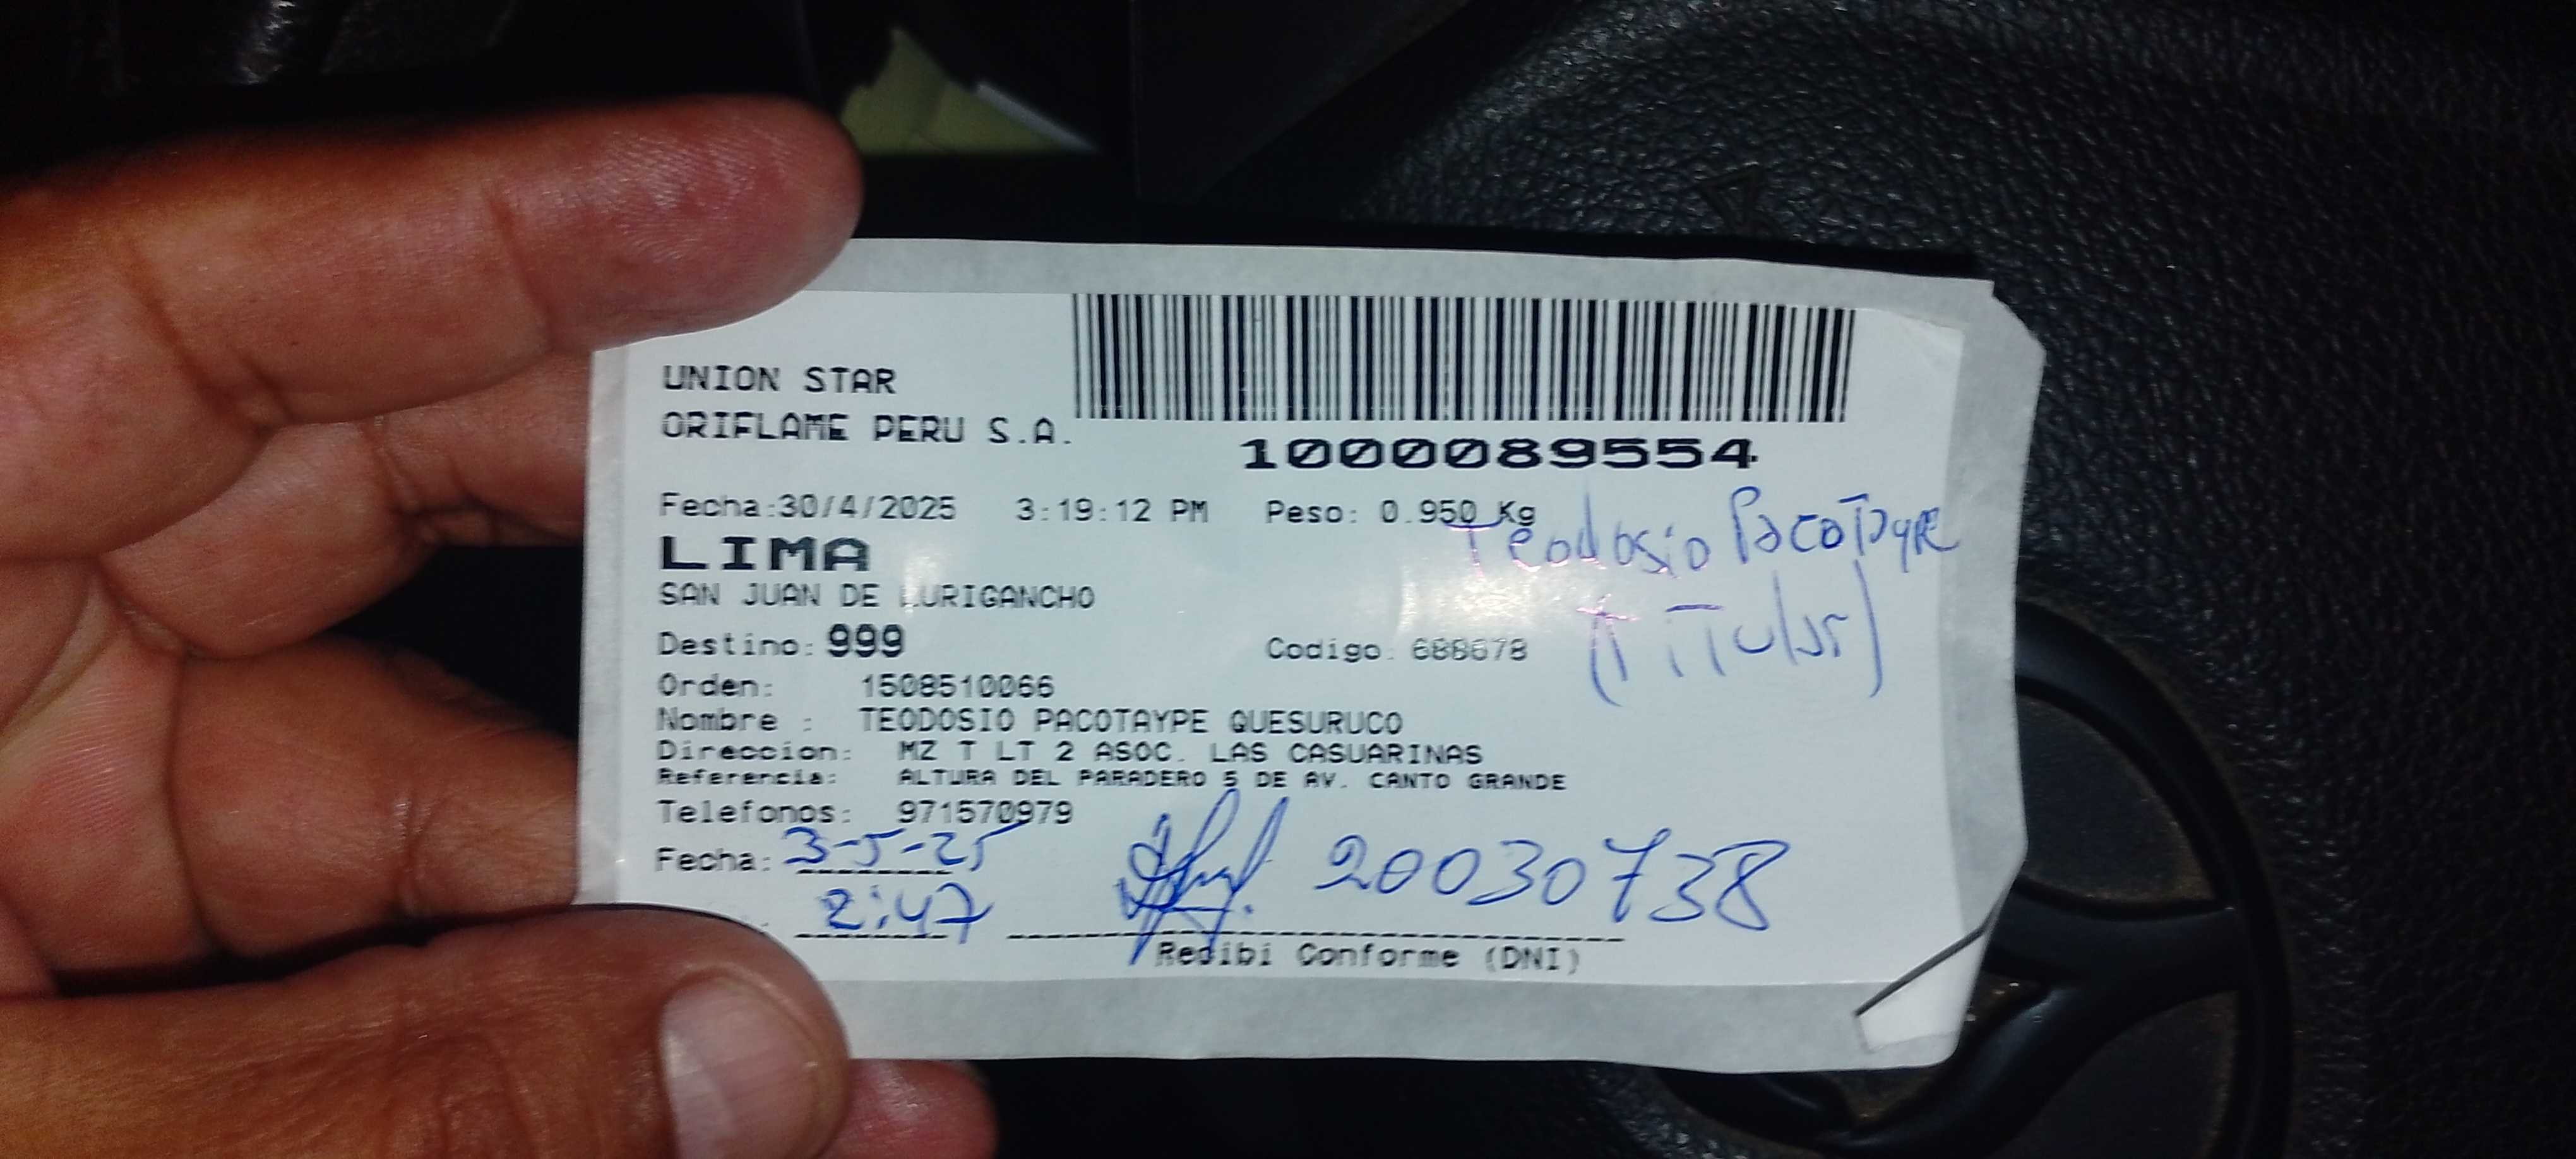 UNION STAR
ORIFLAME PERU S.A.
1000089554
Fecha:30/4/2025 3:19:12 PM Peso: 0.950 Kg
Teodosio Pacotaype
LIMA
(Titular)
SAN JUAN DE LURIGANCHO
Destino: 999 Codigo: 688678
Orden: 1508510066
Nombre : TEODOSIO PACOTAYPE QUESURUCO
Direccion: MZ T LT 2 ASOC. LAS CASUARINAS
Referencia: ALTURA DEL PARADERO 5 DE AV. CANTO GRANDE
Telefonos: 971570979
Fecha: 3-5-25
2:47 20030738
Recibi Conforme (DNI)